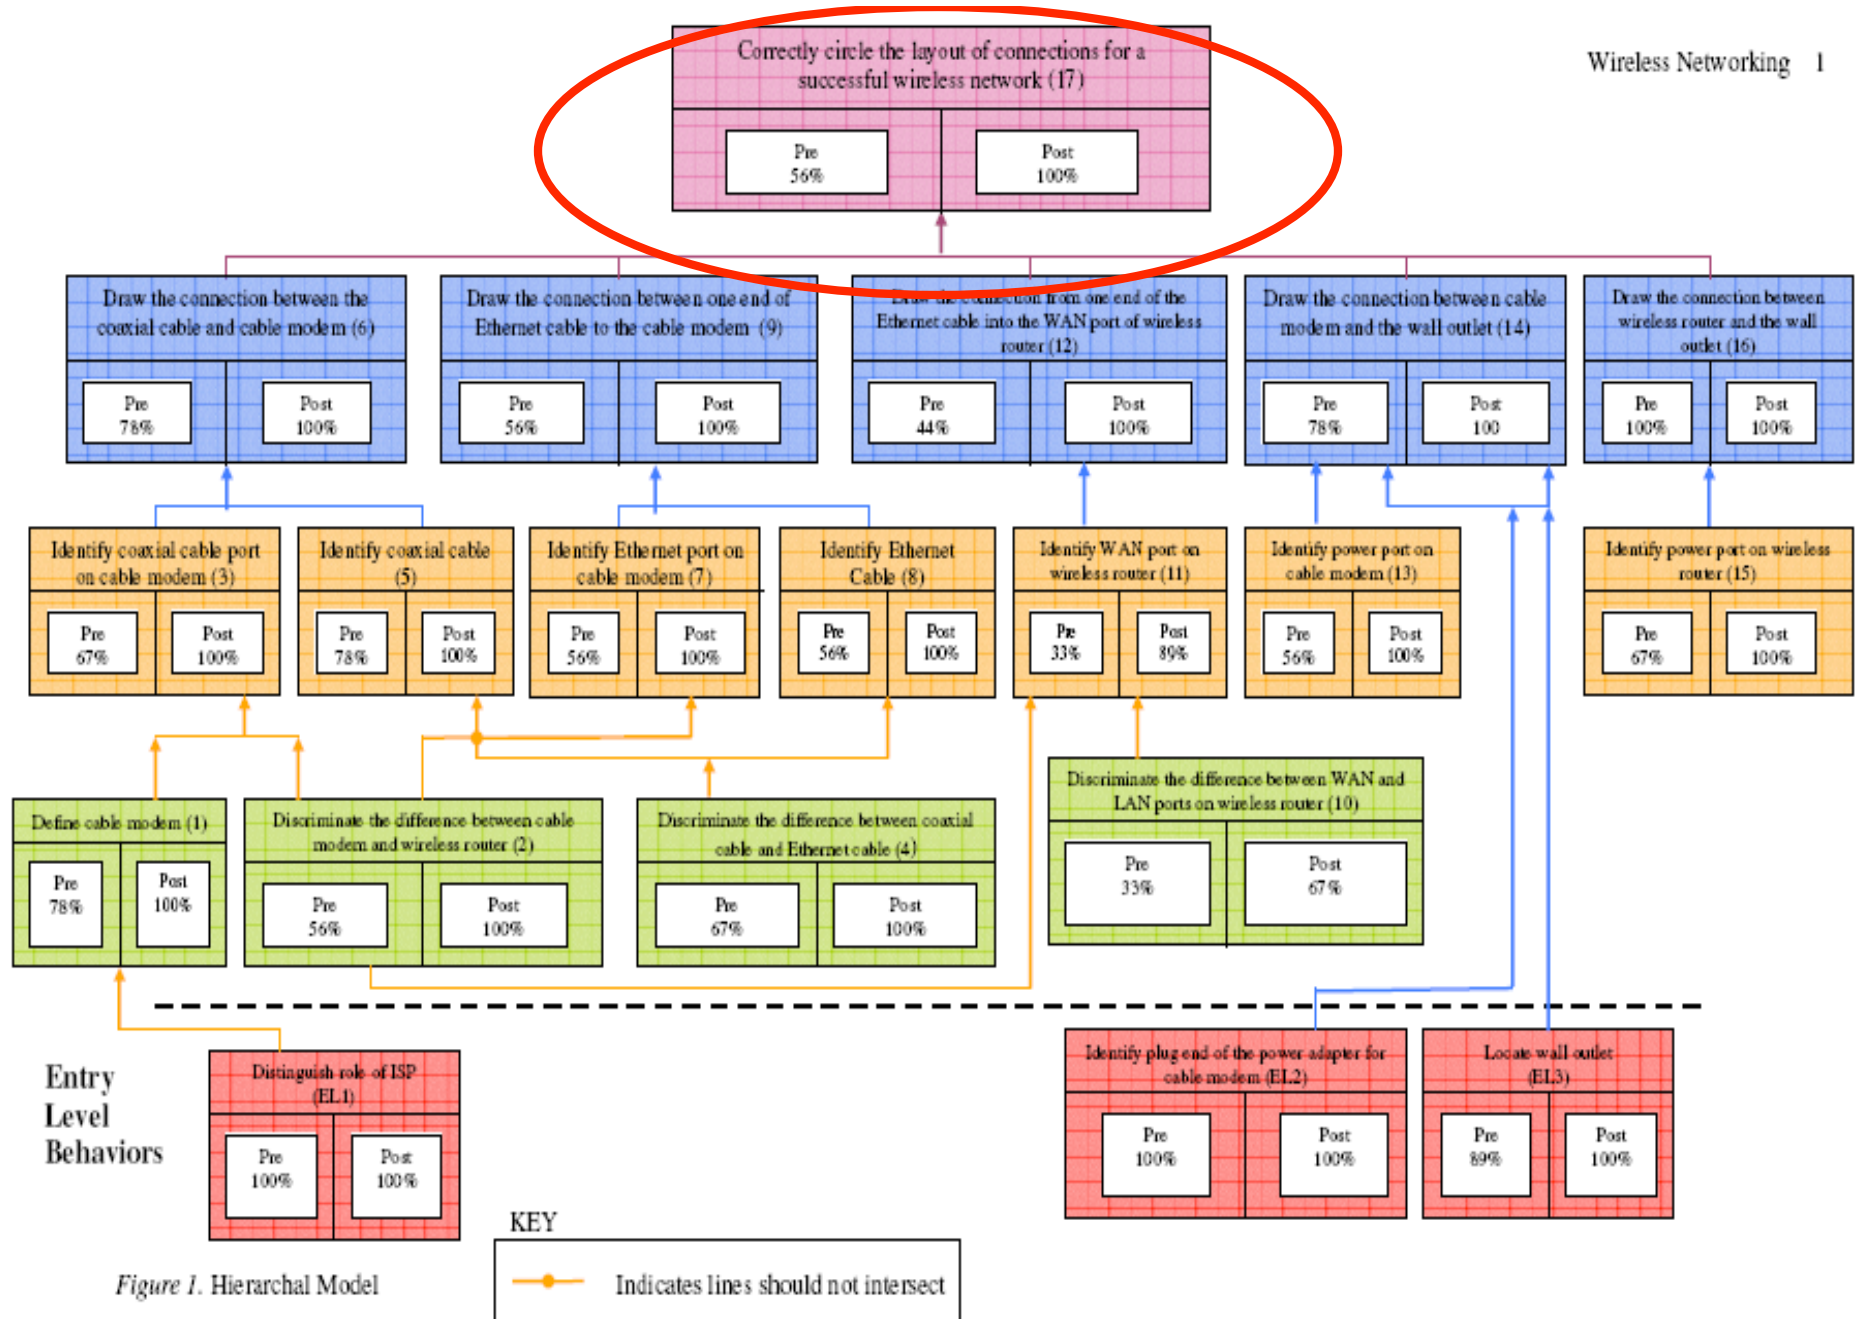 Wireless Networking 1
Correctly circle the layout of connections for a
successful wireless network (17)
Pre
56%
Post
100%
Draw the connection between the
coaxial cable and cable modem (6)
Pre
78%
Post
100%
Draw the connection between one end of
Ethernet cable to the cable modem (9)
Pre
56%
Post
100%
Draw the connection from one end of the
Ethernet cable into the WAN port of wireless
router (12)
Pre
44%
Post
100%
Draw the connection between cable
modem and the wall outlet (14)
Pre
78%
Post
100
Draw the connection between
wireless router and the wall
outlet (16)
Pre
100%
Post
100%
Identify coaxial cable port
on cable modem (3)
Pre
67%
Post
100%
Identify coaxial cable
(5)
Pre
78%
Post
100%
Identify Ethernet port on
cable modem (7)
Pre
56%
Post
100%
Identify Ethernet
Cable (8)
Pre
56%
Post
100%
Identify WAN port on
wireless router (11)
Pre
33%
Post
89%
Identify power port on
cable modem (13)
Pre
56%
Post
100%
Identify power port on wireless
router (15)
Pre
67%
Post
100%
Define cable modem (1)
Pre
78%
Post
100%
Discriminate the difference between cable
modem and wireless router (2)
Pre
56%
Post
100%
Discriminate the difference between coaxial
cable and Ethernet cable (4)
Pre
67%
Post
100%
Discriminate the difference between WAN and
LAN ports on wireless router (10)
Pre
33%
Post
67%
Entry
Level
Behaviors
Distinguish role of ISP
(EL1)
Pre
100%
Post
100%
Identify plug end of the power adapter for
cable modem (EL2)
Pre
100%
Post
100%
Locate wall outlet
(EL3)
Pre
89%
Post
100%
KEY
Indicates lines should not intersect
Figure 1. Hierarchal Model